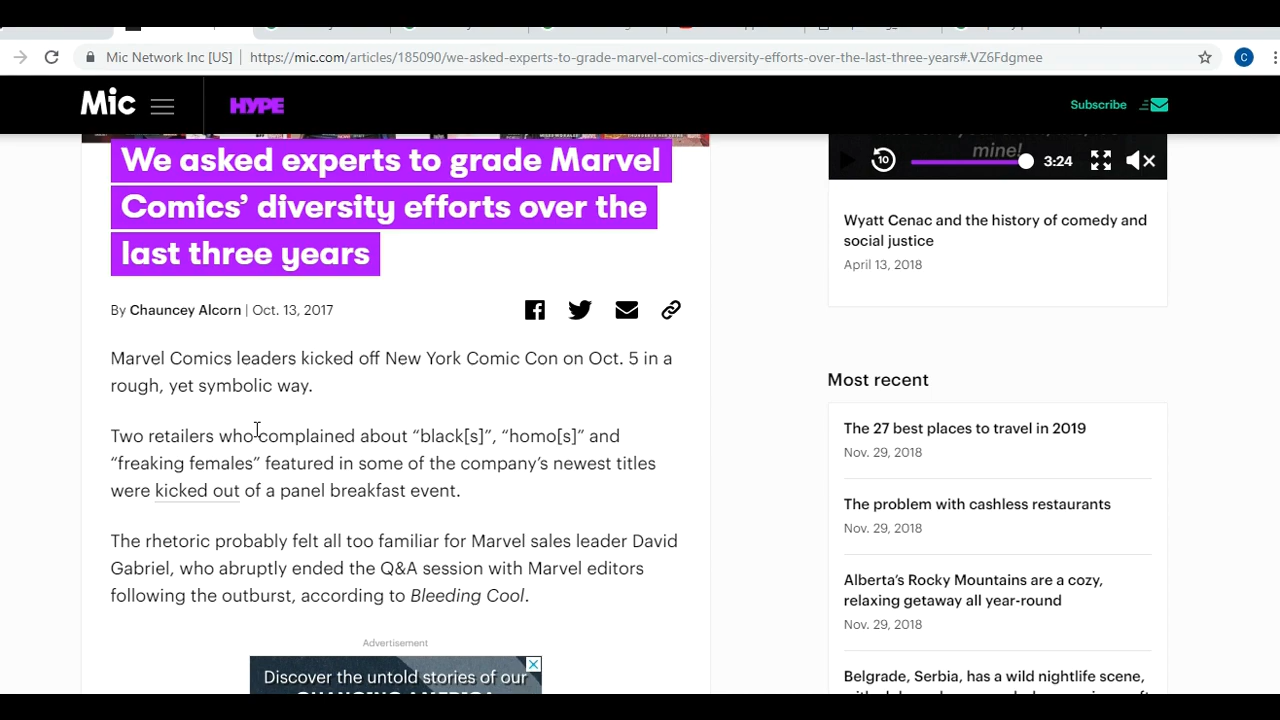 Mic Network Inc [US]
https://mic.com/articles/185090/we-asked-experts-to-grade-marvel-comics-diversity-efforts-over-the-last-three-years#.VZ6Fdgmee
C
Mic
HYPE
Subscribe
We asked experts to grade Marvel
Comics’ diversity efforts over the
last three years
By Chauncey Alcorn | Oct. 13, 2017
Marvel Comics leaders kicked off New York Comic Con on Oct. 5 in a
rough, yet symbolic way.
Two retailers who complained about “black[s]”, “homo[s]” and
“freaking females” featured in some of the company’s newest titles
were kicked out of a panel breakfast event.
The rhetoric probably felt all too familiar for Marvel sales leader David
Gabriel, who abruptly ended the Q&A session with Marvel editors
following the outburst, according to Bleeding Cool.
Advertisement
Discover the untold stories of our
CHANGING AMERICA
mine!
10
3:24
Wyatt Cenac and the history of comedy and
social justice
April 13, 2018
Most recent
The 27 best places to travel in 2019
Nov. 29, 2018
The problem with cashless restaurants
Nov. 29, 2018
Alberta’s Rocky Mountains are a cozy,
relaxing getaway all year-round
Nov. 29, 2018
Belgrade, Serbia, has a wild nightlife scene,